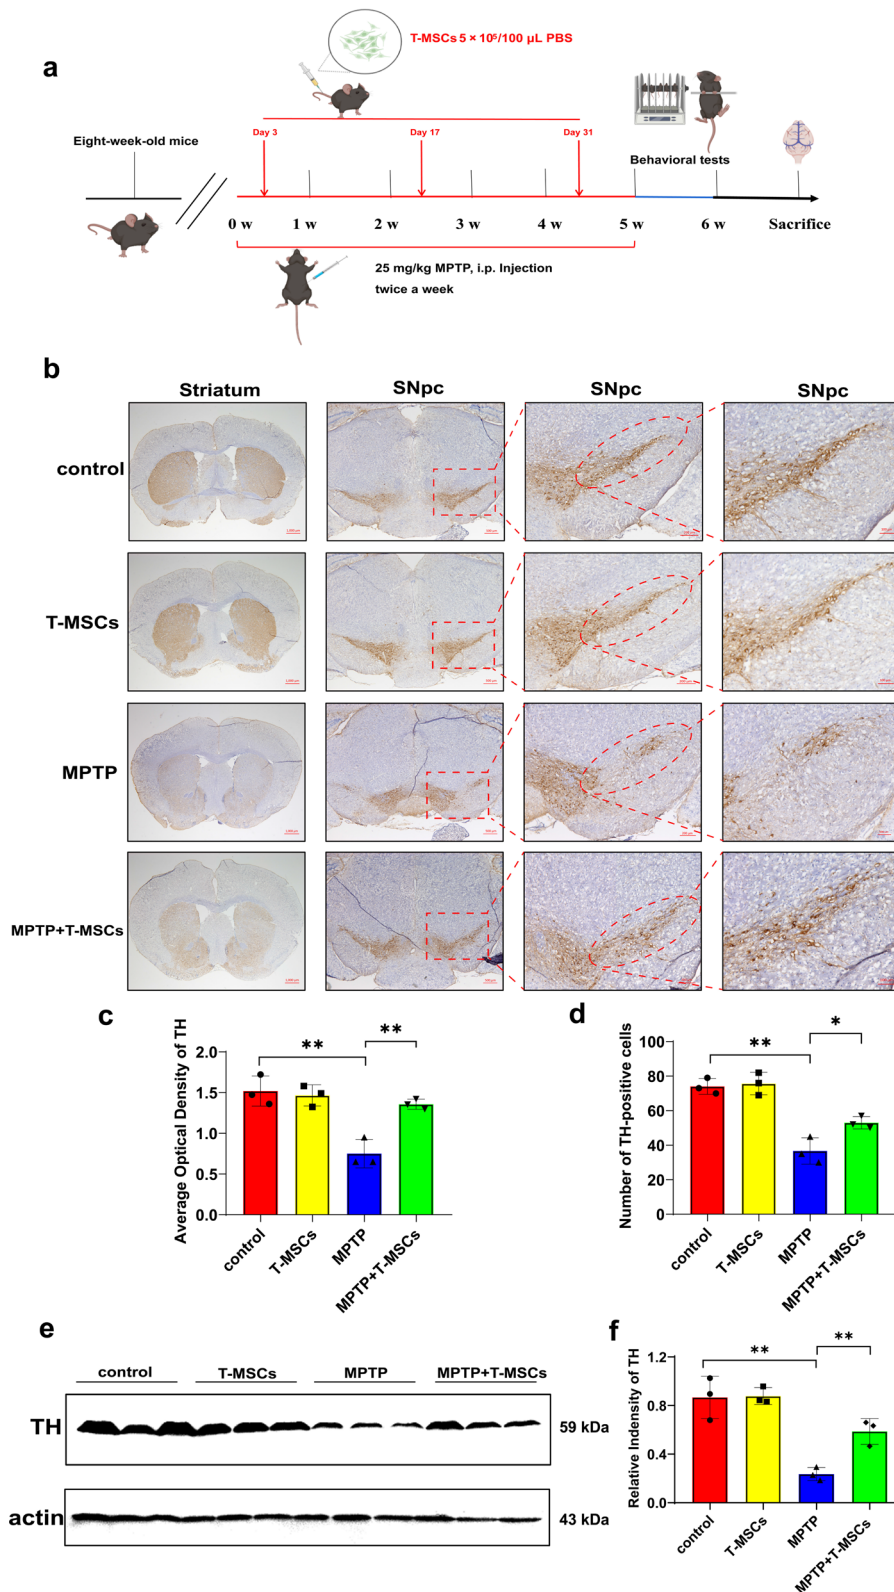 a
T-MSCs 5 × 10⁵/100 μL PBS
Day 3
Day 17
Day 31
Eight-week-old mice
Behavioral tests
0 w
1 w
2 w
3 w
4 w
5 w
6 w
Sacrifice
25 mg/kg MPTP, i.p. Injection
twice a week
b
Striatum
SNpc
SNpc
SNpc
control
T-MSCs
MPTP
MPTP+T-MSCs
c
Average Optical Density of TH
2.0
1.5
1.0
0.5
0.0
**
**
control
T-MSCs
MPTP
MPTP+T-MSCs
d
Number of TH-positive cells
100
80
60
40
20
0
**
*
control
T-MSCs
MPTP
MPTP+T-MSCs
e
control
T-MSCs
MPTP
MPTP+T-MSCs
TH
59 kDa
actin
43 kDa
f
Relative Indensity of TH
1.2
0.8
0.4
0.0
**
**
control
T-MSCs
MPTP
MPTP+T-MSCs